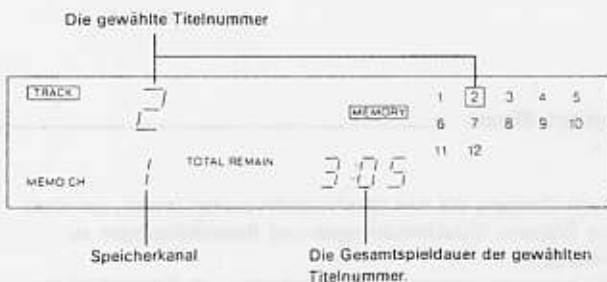 Die gewählte Titelnummer
TRACK 2 MEMORY 1 2 3 4 5
6 7 8 9 10
11 12
MEMO CH 1 TOTAL REMAIN 3:05
Speicherkanal
Die Gesamtspieldauer der gewählten
Titelnummer.